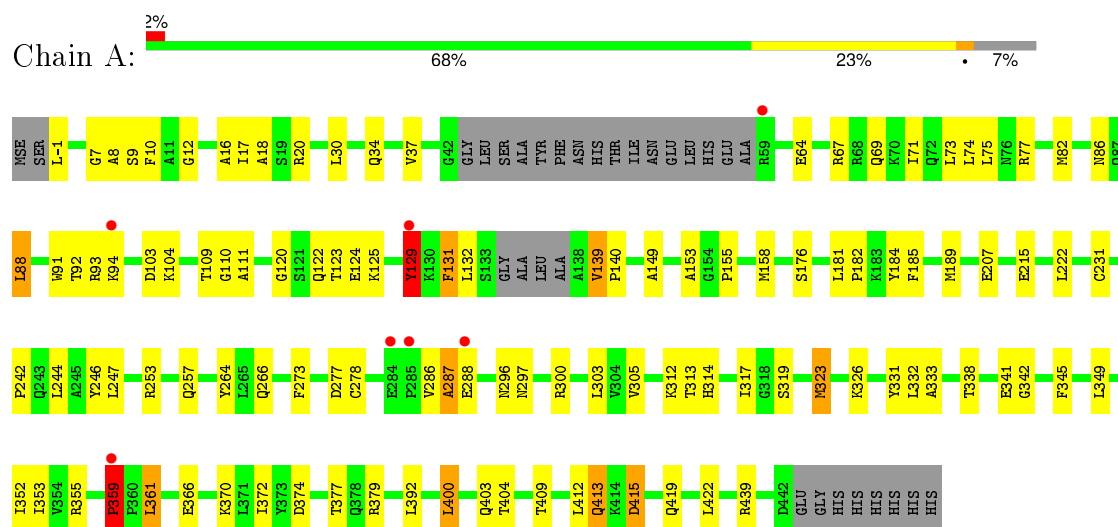 2%
Chain A:
68% 23% • 7%
MSE SER L-1 G7 A8 S9 F10 A11 G12 A16 I17 A18 S19 R20 L30 Q34 V37 G42 GLY LEU SER ALA TYR PHE ASN HIS THR ILE ASN GLU LEU HIS GLU ALA R59 E64 R67 R68 Q69 K70 I71 Q72 L73 L74 L75 N76 R77 M82 N86 Q87
L88 W91 T92 R93 K94 D103 K104 T109 G110 A111 G120 S121 Q122 T123 E124 K125 Y129 K130 F131 L132 S133 GLY ALA LEU ALA A138 V139 P140 A149 A153 G154 P155 M158 S176 L181 P182 K183 Y184 F185 M189 E207 E215 L222 C231
P242 Q243 L244 A245 Y246 L247 R253 Q257 Y264 L265 Q266 F273 D277 C278 E284 P285 V286 A287 E288 N296 N297 R300 L303 V304 V305 K312 T313 H314 I317 G318 S319 M323 K326 Y331 L332 A333 T338 E341 G342 F345 L349
I352 I353 V354 R355 P359 P360 L361 E366 K370 L371 I372 Y373 D374 T377 Q378 R379 L392 L400 Q403 T404 T409 L412 Q413 K414 D415 Q419 L422 R439 D442 GLU GLY HIS HIS HIS HIS HIS HIS